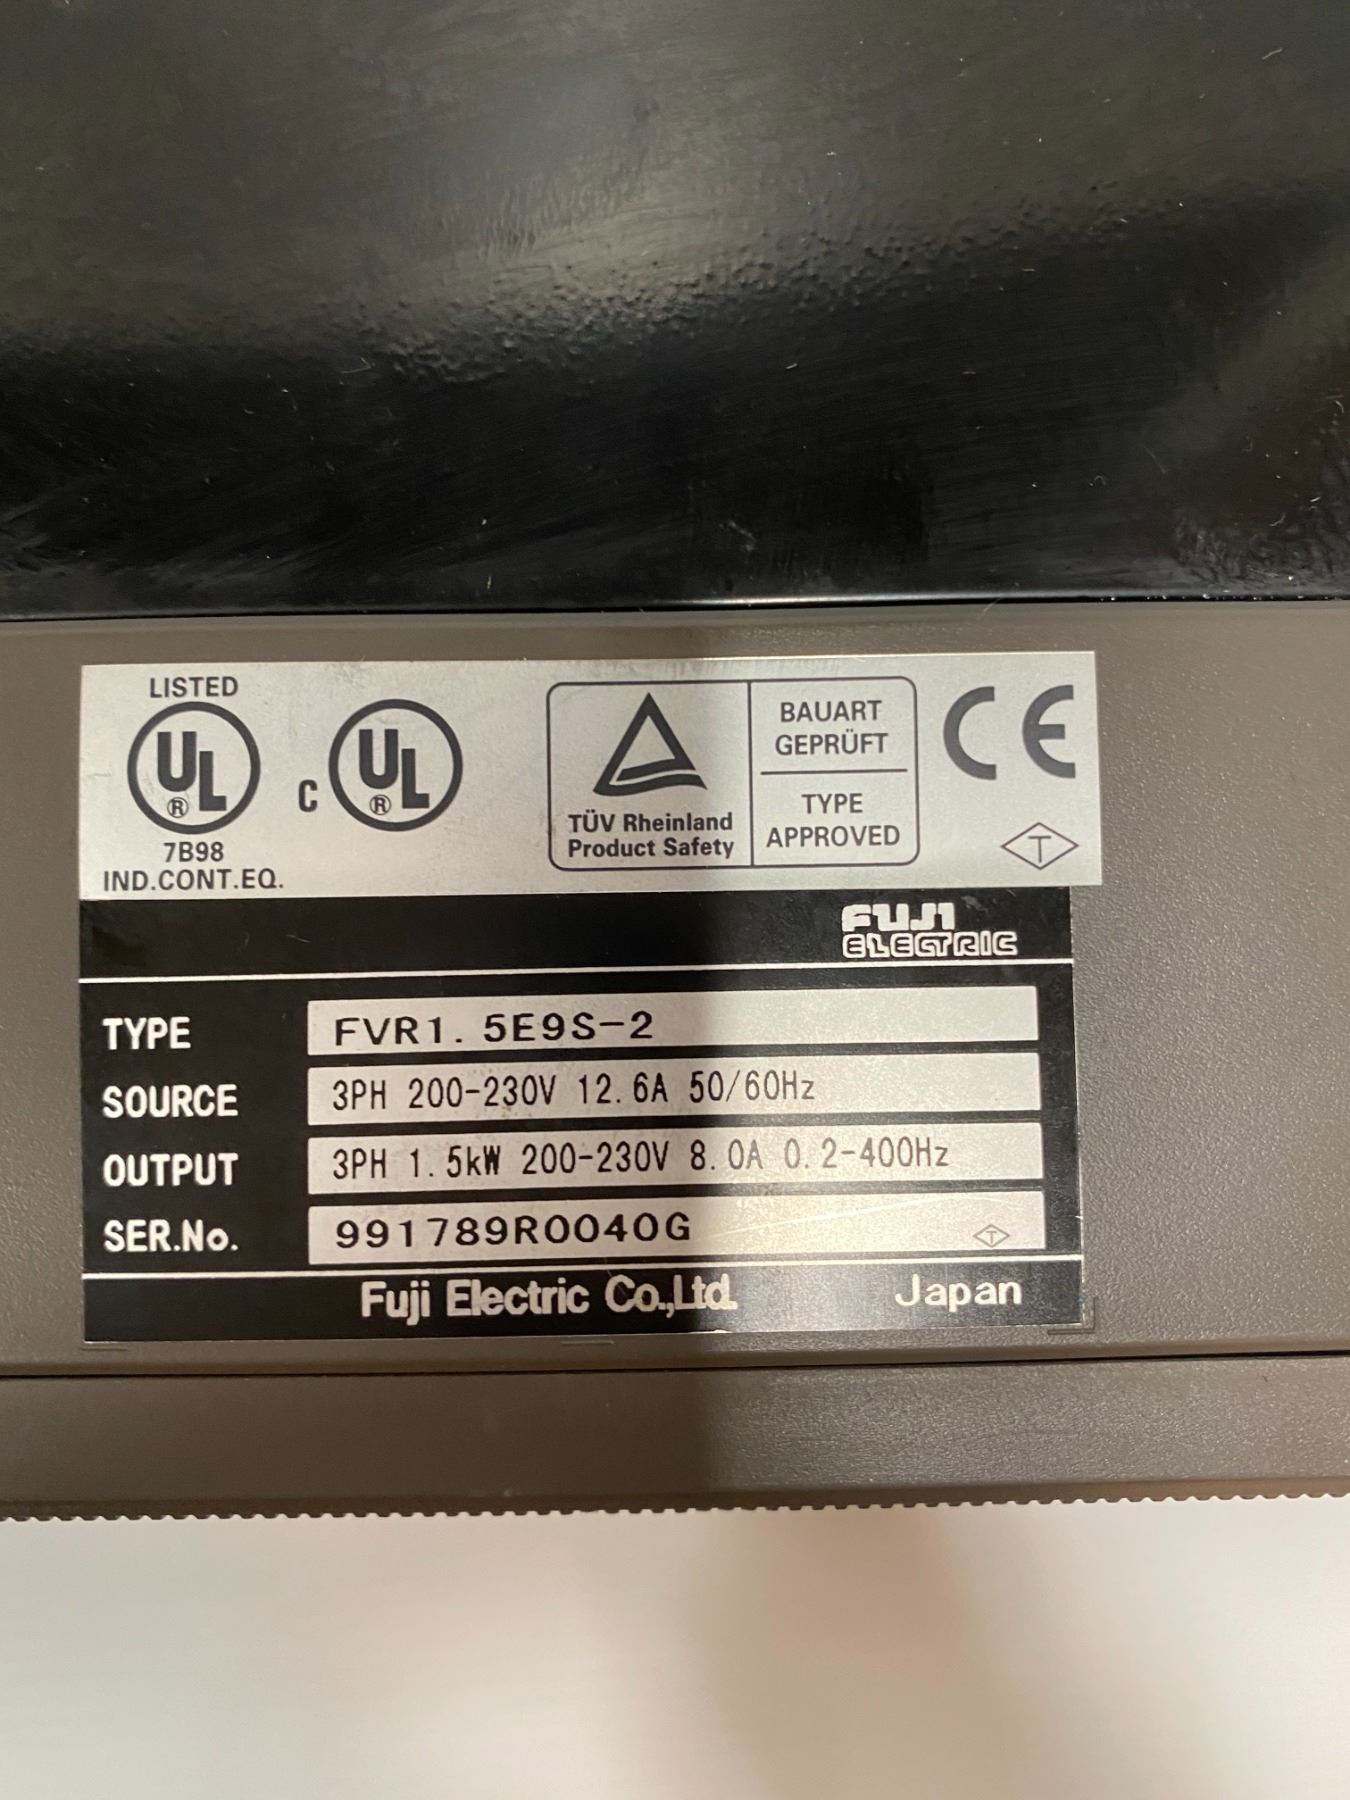 LISTED
UL ®
C UL ®
7B98
IND.CONT.EQ.
TÜV Rheinland
Product Safety
BAUART
GEPRÜFT
TYPE
APPROVED
CE
T
FUJI
ELECTRIC
TYPE FVR1.5E9S-2
SOURCE 3PH 200-230V 12.6A 50/60Hz
OUTPUT 3PH 1.5kW 200-230V 8.0A 0.2-400Hz
SER.No. 991789R0040G T
Fuji Electric Co.,Ltd. Japan